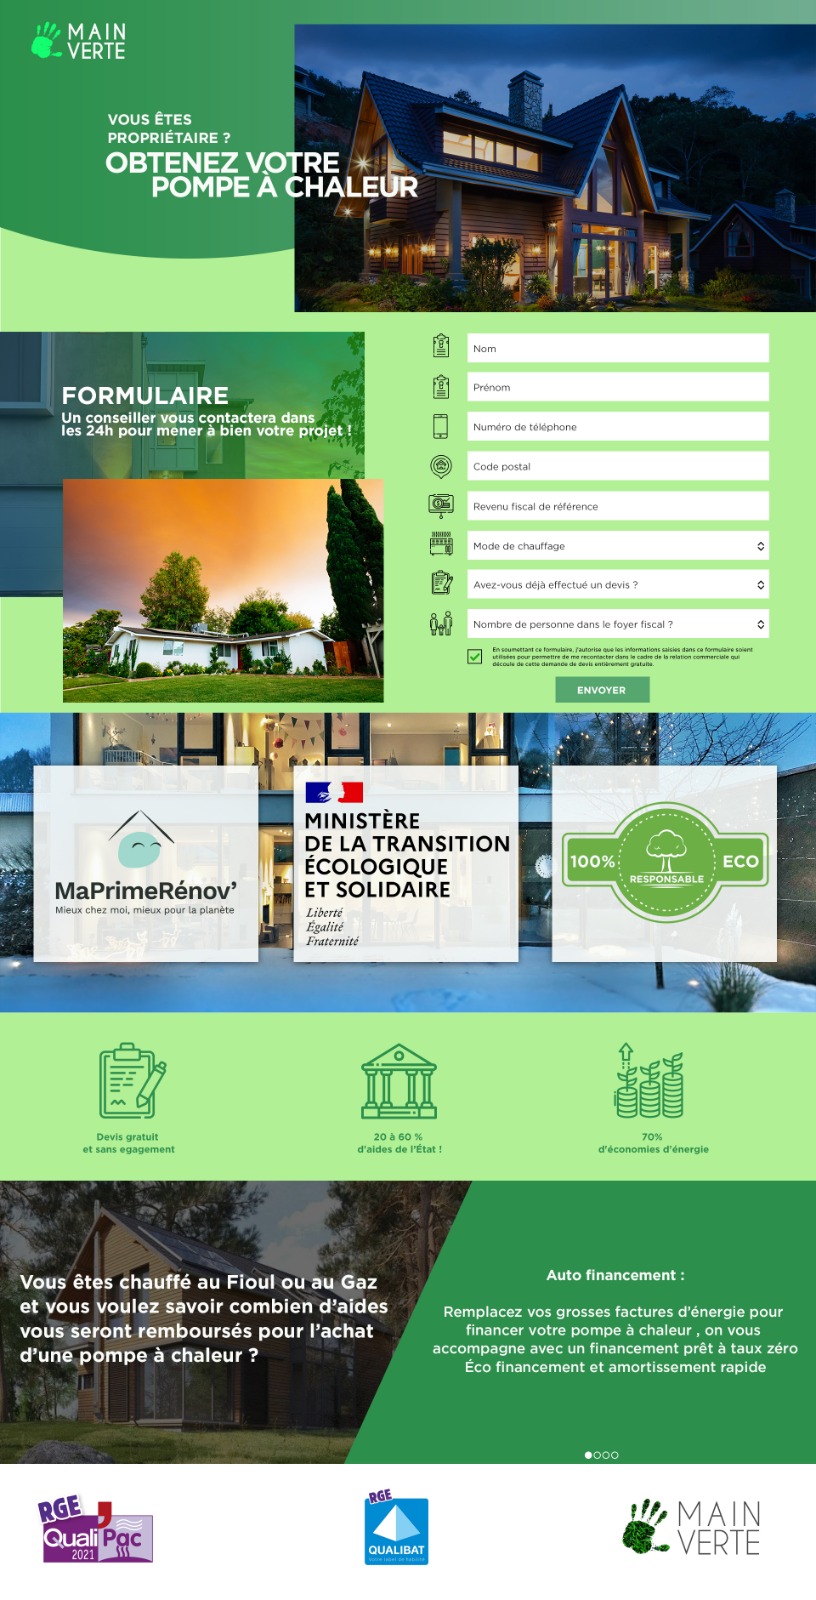 MAIN
VERTE
VOUS ÊTES
PROPRIÉTAIRE ?
OBTENEZ VOTRE
POMPE À CHALEUR
FORMULAIRE
Un conseiller vous contactera dans
les 24h pour mener à bien votre projet !
Nom
Prénom
Numéro de téléphone
Code postal
Revenu fiscal de référence
Mode de chauffage
Avez-vous déjà effectué un devis ?
Nombre de personne dans le foyer fiscal ?
En soumettant ce formulaire, j'autorise que les informations saisies dans ce formulaire soient
utilisées pour permettre de me recontacter dans le cadre de la relation commerciale qui
découle de cette demande de devis entièrement gratuite.
ENVOYER
MaPrimeRénov'
Mieux chez moi, mieux pour la planète
MINISTÈRE
DE LA TRANSITION
ÉCOLOGIQUE
ET SOLIDAIRE
Liberté
Égalité
Fraternité
100% ECO
RESPONSABLE
Devis gratuit
et sans egagement
20 à 60 %
d'aides de l'État !
70%
d'économies d'énergie
Vous êtes chauffé au Fioul ou au Gaz
et vous voulez savoir combien d'aides
vous seront remboursés pour l'achat
d'une pompe à chaleur ?
Auto financement :
Remplacez vos grosses factures d'énergie pour
financer votre pompe à chaleur , on vous
accompagne avec un financement prêt à taux zéro
Éco financement et amortissement rapide
RGE
QualiPac
2021
RGE
QUALIBAT
MAIN
VERTE